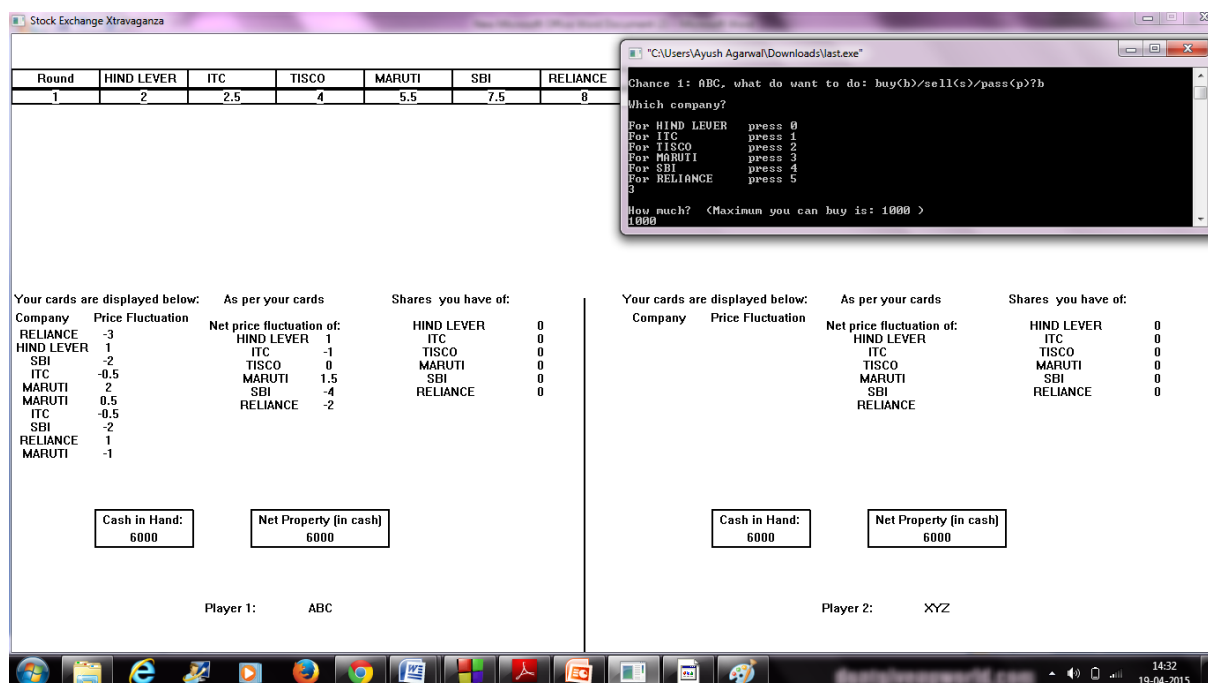 Stock Exchange Xtravaganza
Round HIND LEVER ITC TISCO MARUTI SBI RELIANCE
1 2 2.5 4 5.5 7.5 8
"C:\Users\Ayush Agarwal\Downloads\last.exe"
Chance 1: ABC, what do want to do: buy(b)/sell(s)/pass(p)?b
Which company?
For HIND LEVER press 0
For ITC press 1
For TISCO press 2
For MARUTI press 3
For SBI press 4
For RELIANCE press 5
3
How much? (Maximum you can buy is: 1000 )
1000
Your cards are displayed below:
Company Price Fluctuation
RELIANCE -3
HIND LEVER 1
SBI -2
ITC -0.5
MARUTI 2
MARUTI 0.5
ITC -0.5
SBI -2
RELIANCE 1
MARUTI -1
As per your cards
Net price fluctuation of:
HIND LEVER 1
ITC -1
TISCO 0
MARUTI 1.5
SBI -4
RELIANCE -2
Shares you have of:
HIND LEVER 0
ITC 0
TISCO 0
MARUTI 0
SBI 0
RELIANCE 0
Cash in Hand:
6000
Net Property (in cash)
6000
Player 1: ABC
Your cards are displayed below:
Company Price Fluctuation
As per your cards
Net price fluctuation of:
HIND LEVER
ITC
TISCO
MARUTI
SBI
RELIANCE
Shares you have of:
HIND LEVER 0
ITC 0
TISCO 0
MARUTI 0
SBI 0
RELIANCE 0
Cash in Hand:
6000
Net Property (in cash)
6000
Player 2: XYZ
14:32
19-04-2015